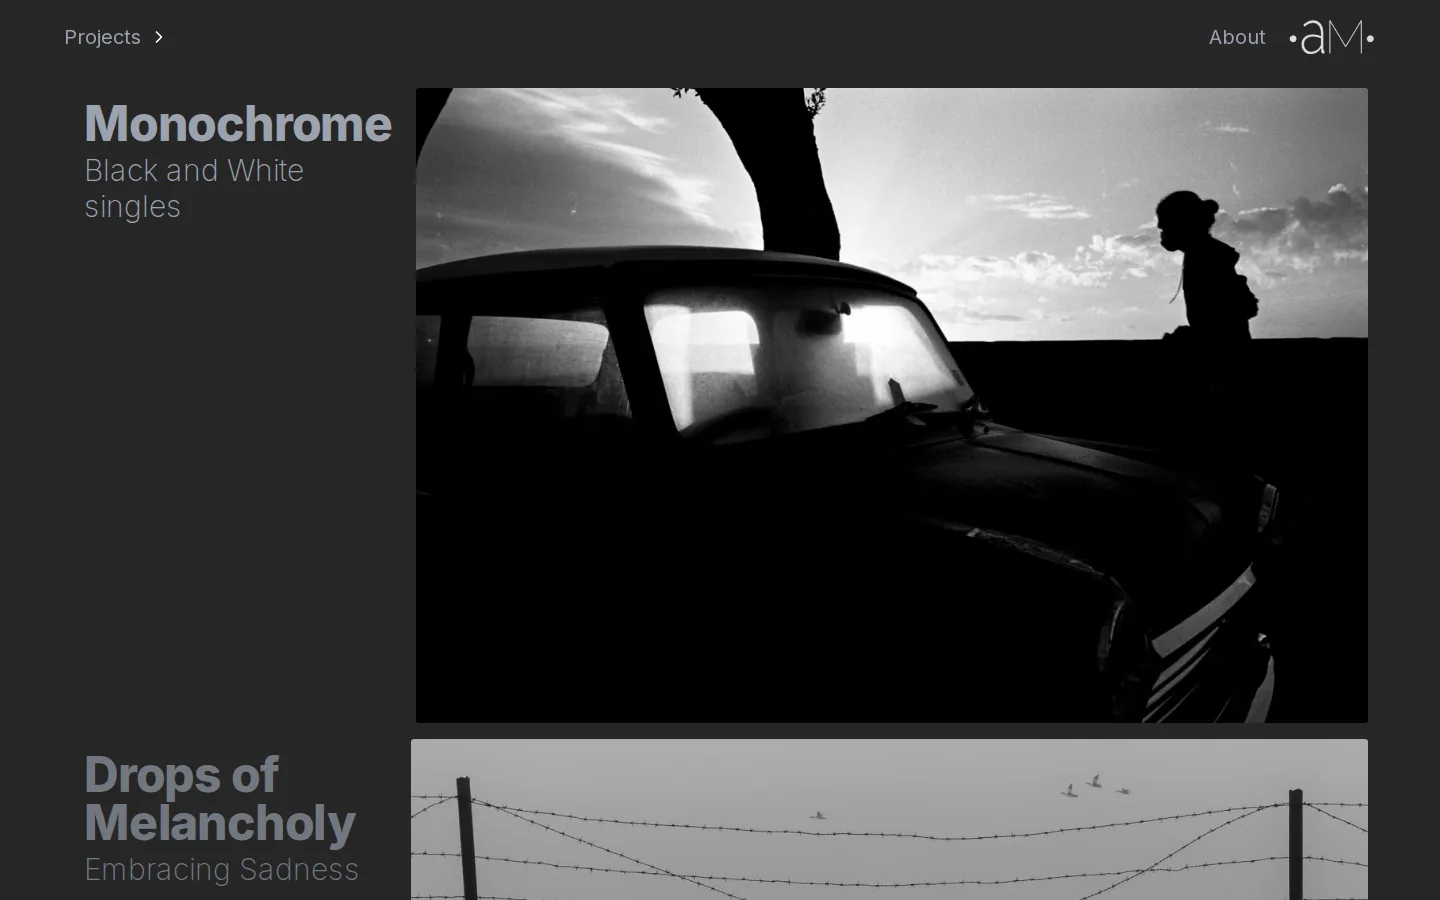 Projects
About
•aM•
Monochrome
Black and White
singles
Drops of
Melancholy
Embracing Sadness